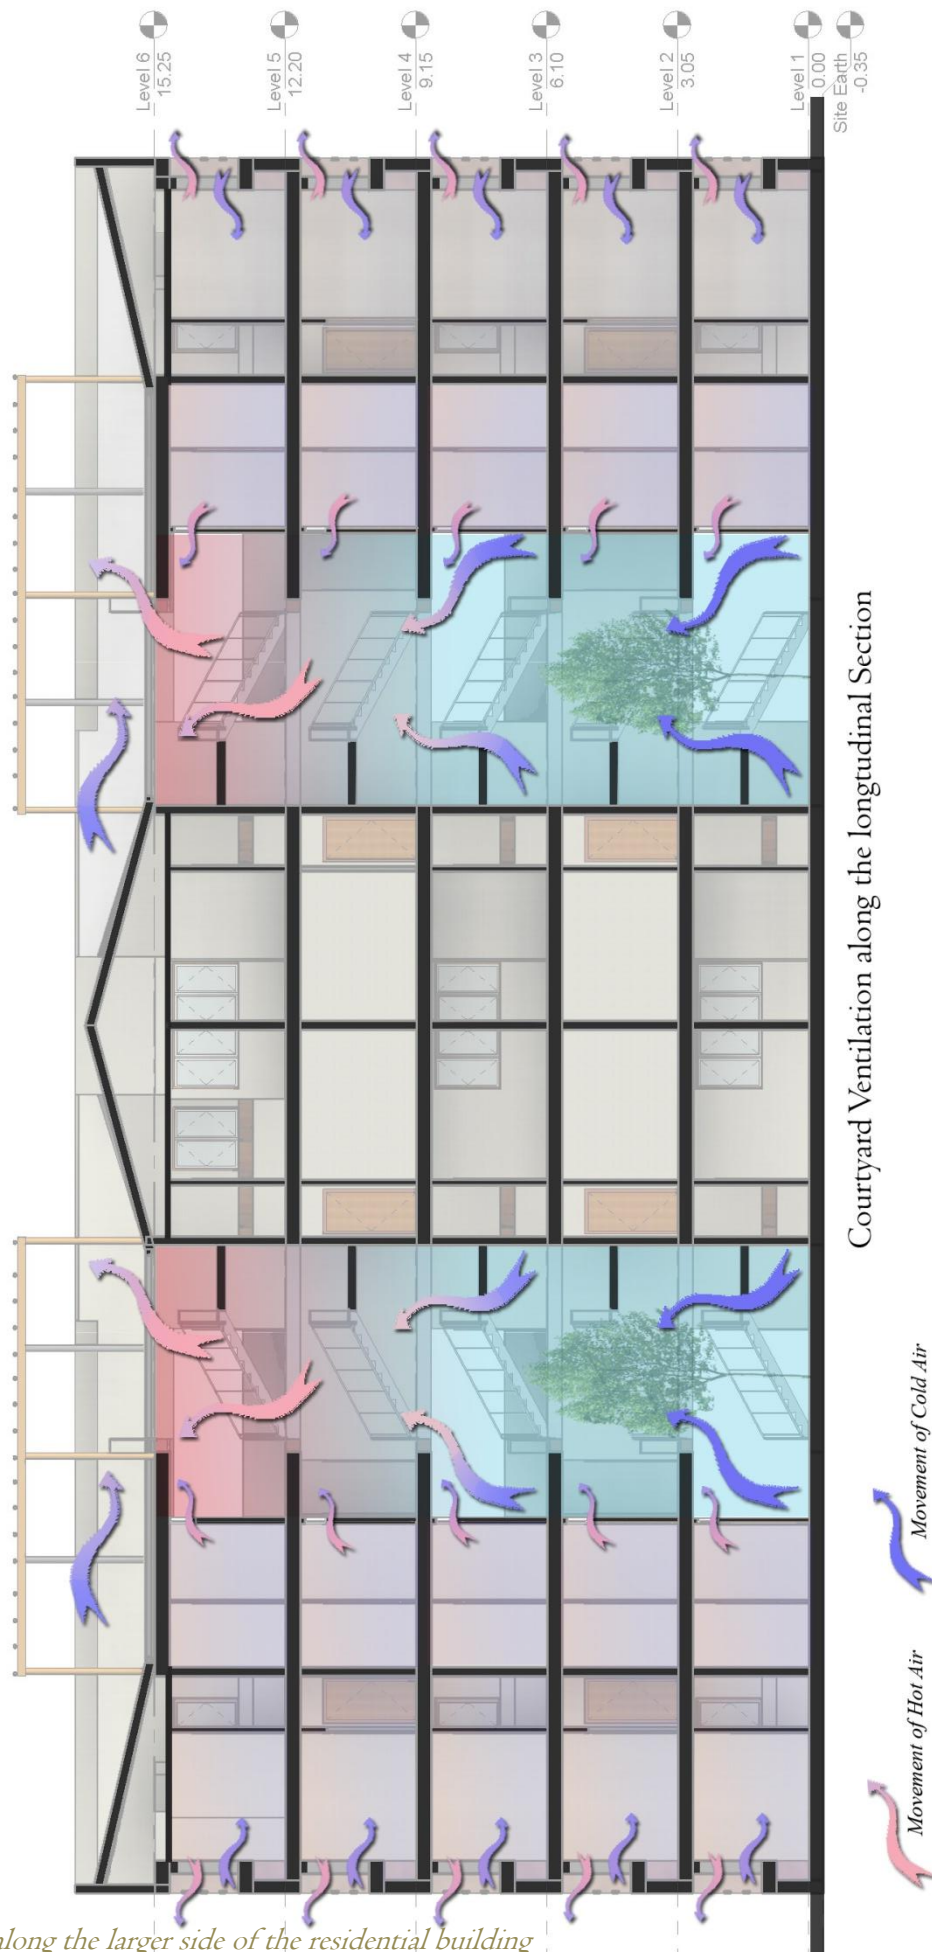 Level 6
15.25
Level 5
12.20
Level 4
9.15
Level 3
6.10
Level 2
3.05
Level 1
0.00
Site Earth
-0.35
Courtyard Ventilation along the longtudinal Section
Movement of Hot Air
Movement of Cold Air
along the larger side of the residential building